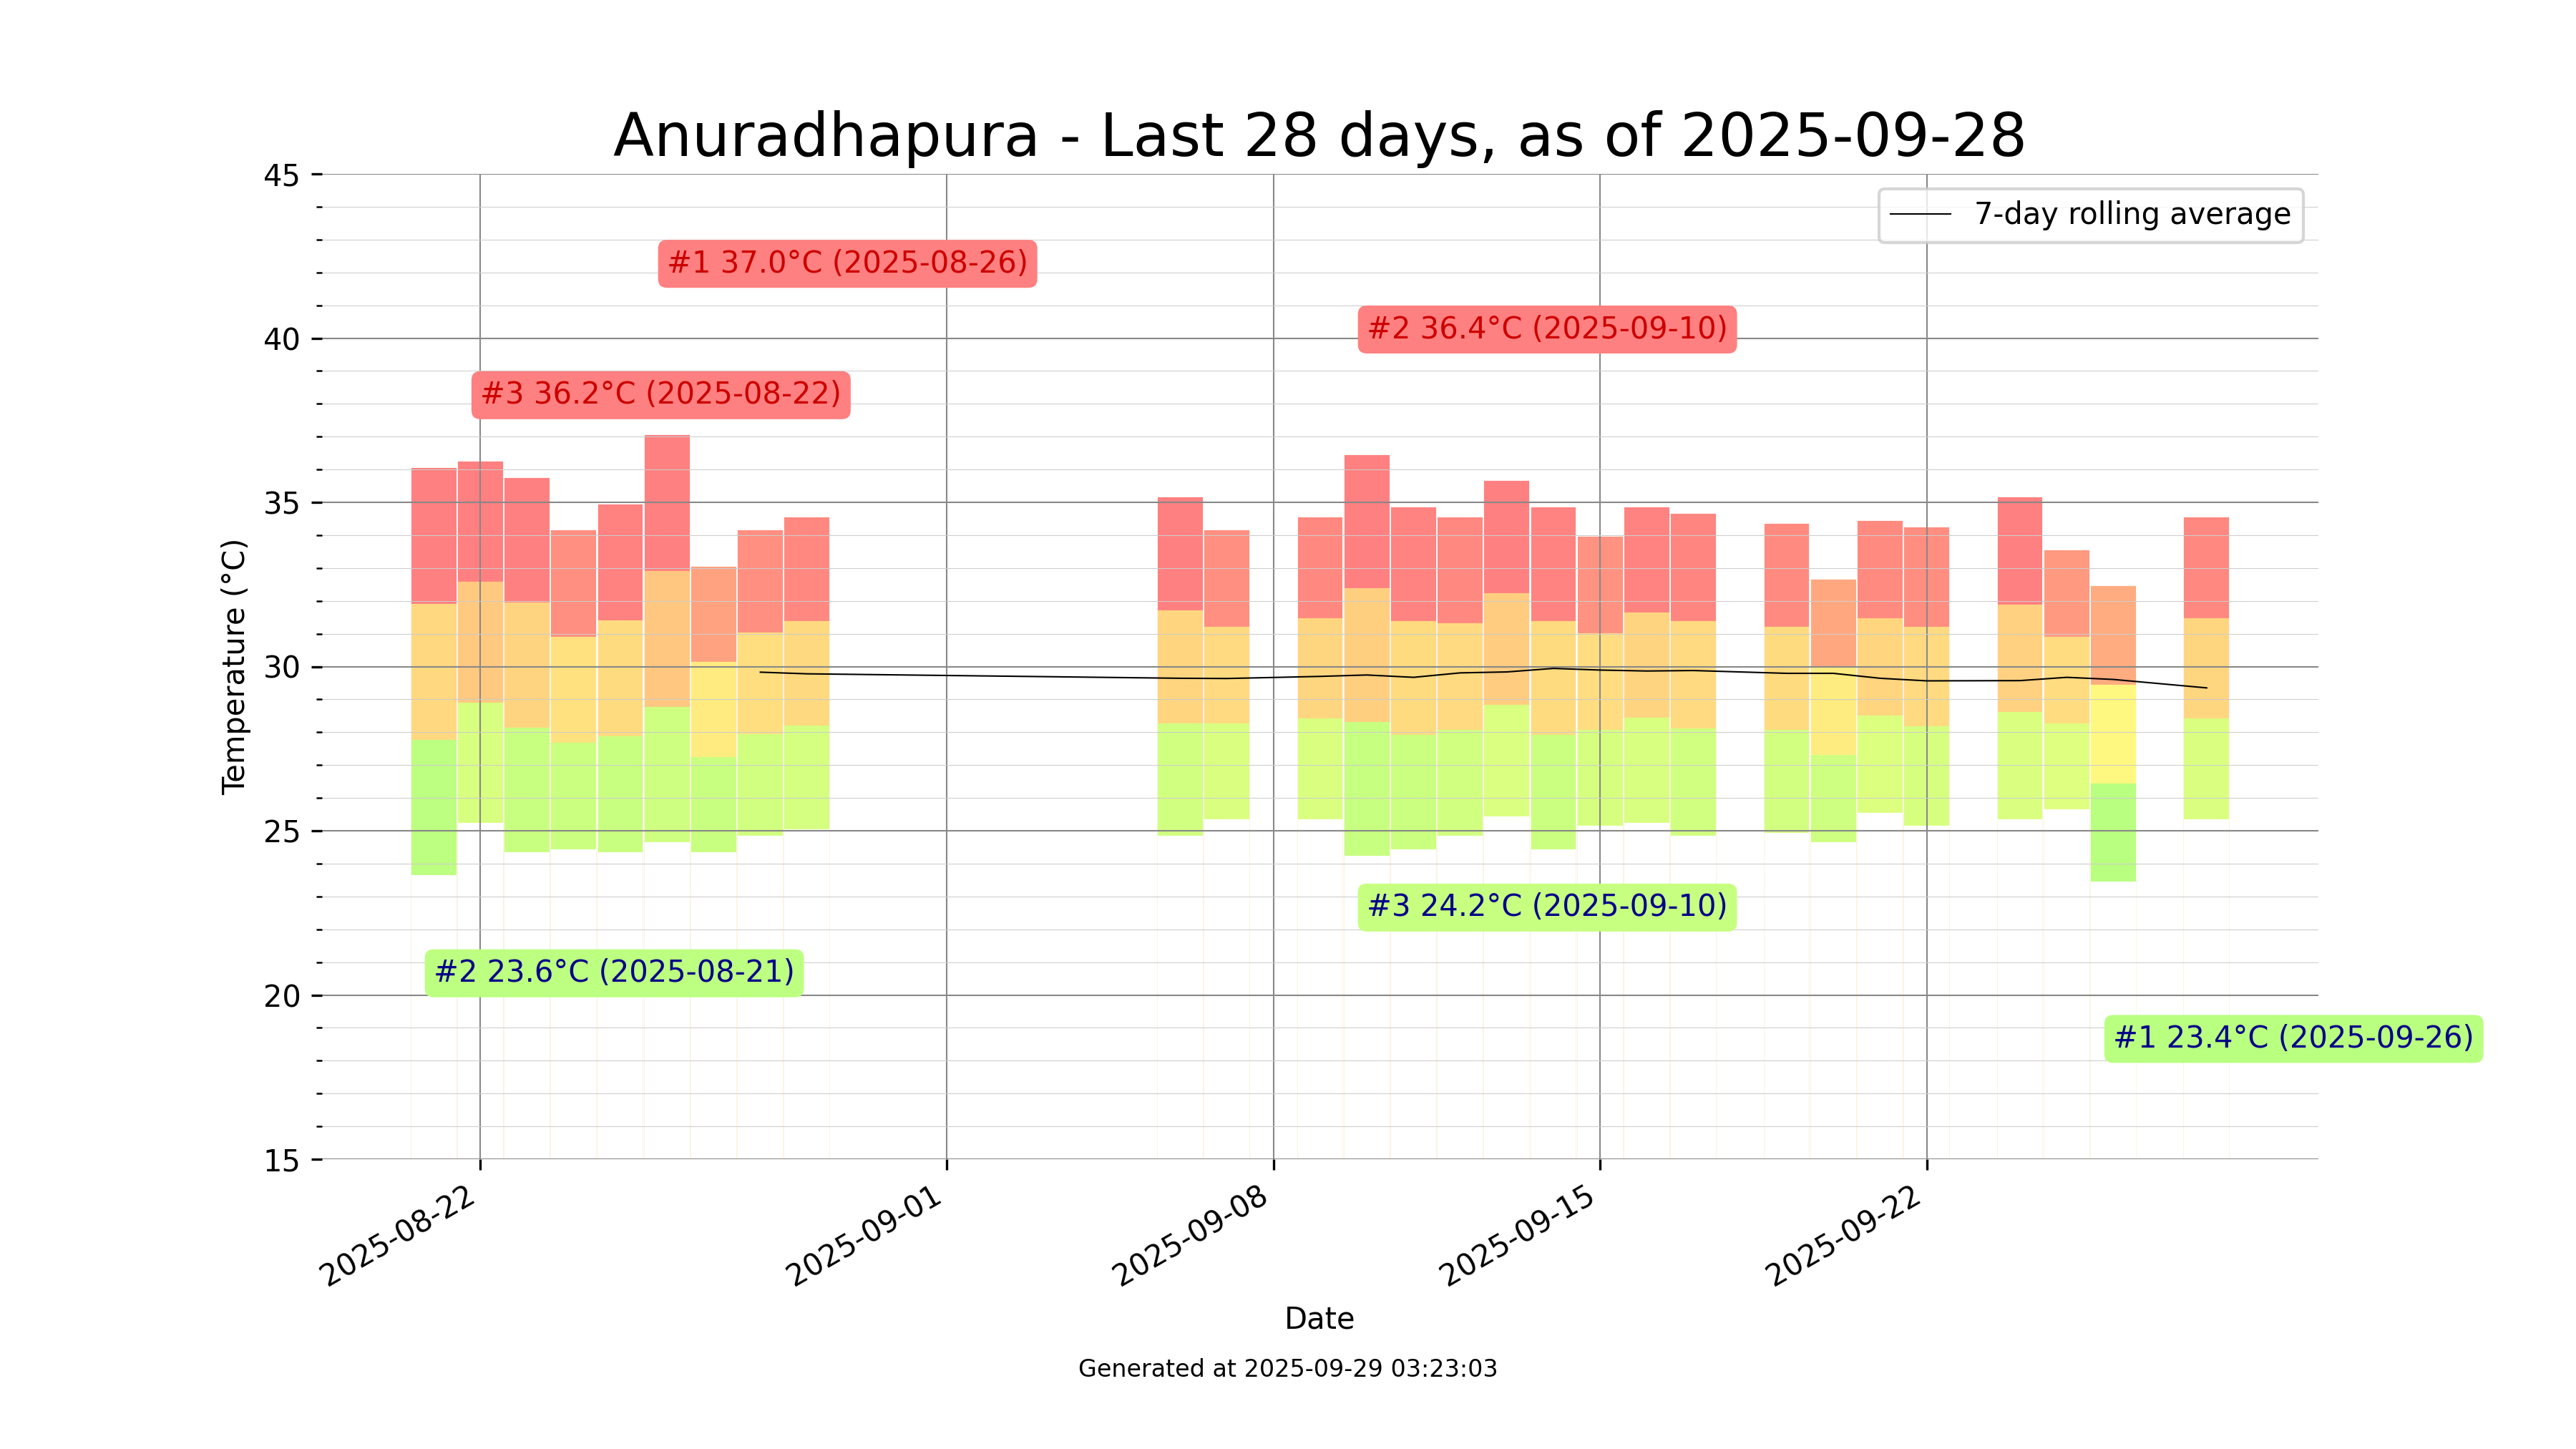 Anuradhapura - Last 28 days, as of 2025-09-28
7-day rolling average
#1 37.0°C (2025-08-26)
#2 36.4°C (2025-09-10)
#3 36.2°C (2025-08-22)
#3 24.2°C (2025-09-10)
#2 23.6°C (2025-08-21)
#1 23.4°C (2025-09-26)
Temperature (°C)
45
40
35
30
25
20
15
2025-08-22
2025-09-01
2025-09-08
2025-09-15
2025-09-22
Date
Generated at 2025-09-29 03:23:03